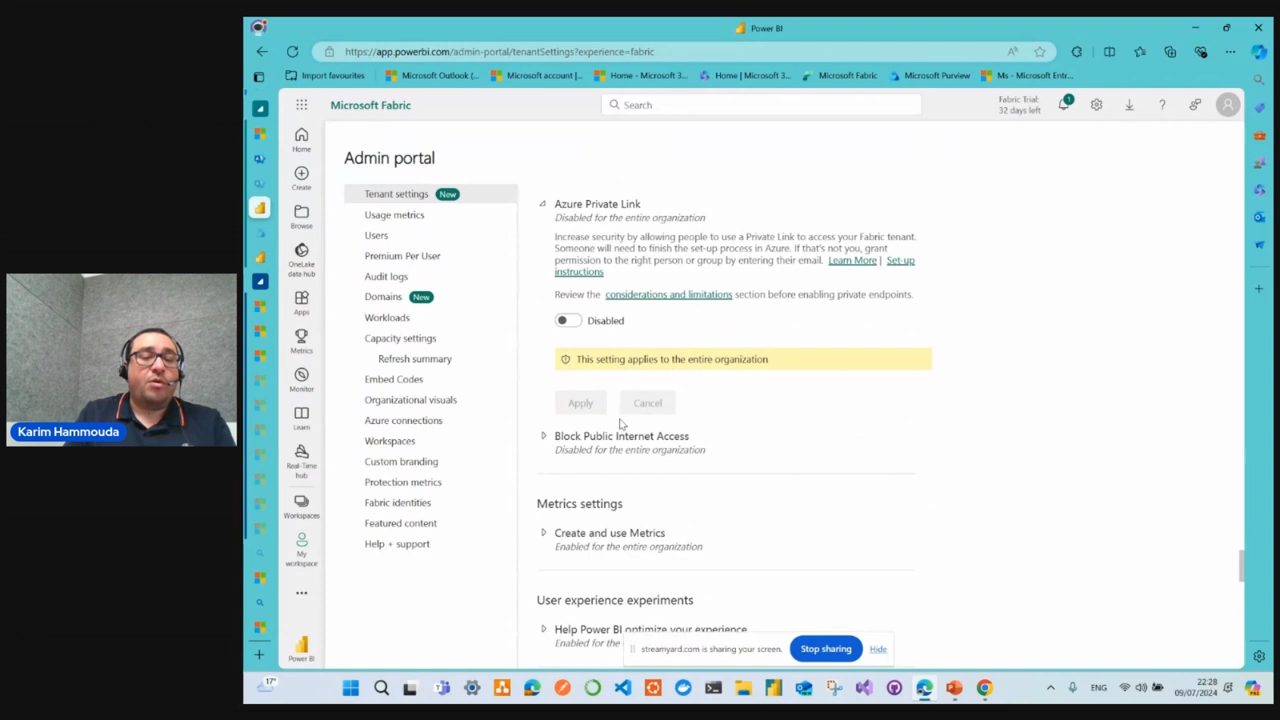 Power BI
https://app.powerbi.com/admin-portal/tenantSettings?experience=fabric
Import favourites
Microsoft Outlook (...
Microsoft account |...
Home - Microsoft 3...
Home | Microsoft 3...
Microsoft Fabric
Microsoft Purview
Ms - Microsoft Entr...
Microsoft Fabric
Search
Fabric Trial:
32 days left
1
Home
Create
Browse
OneLake
data hub
Apps
Metrics
Monitor
Learn
Real-Time
hub
Workspaces
My
workspace
Power BI
Admin portal
Tenant settings New
Usage metrics
Users
Premium Per User
Audit logs
Domains New
Workloads
Capacity settings
Refresh summary
Embed Codes
Organizational visuals
Azure connections
Workspaces
Custom branding
Protection metrics
Fabric identities
Featured content
Help + support
Azure Private Link
Disabled for the entire organization
Increase security by allowing people to use a Private Link to access your Fabric tenant.
Someone will need to finish the set-up process in Azure. If that's not you, grant
permission to the right person or group by entering their email. Learn More | Set-up
instructions
Review the considerations and limitations section before enabling private endpoints.
Disabled
This setting applies to the entire organization
Apply Cancel
Block Public Internet Access
Disabled for the entire organization
Metrics settings
Create and use Metrics
Enabled for the entire organization
User experience experiments
Help Power BI optimize your experience
Enabled for the
streamyard.com is sharing your screen.
Stop sharing
Hide
Karim Hammouda
17°
ENG
22:28
09/07/2024